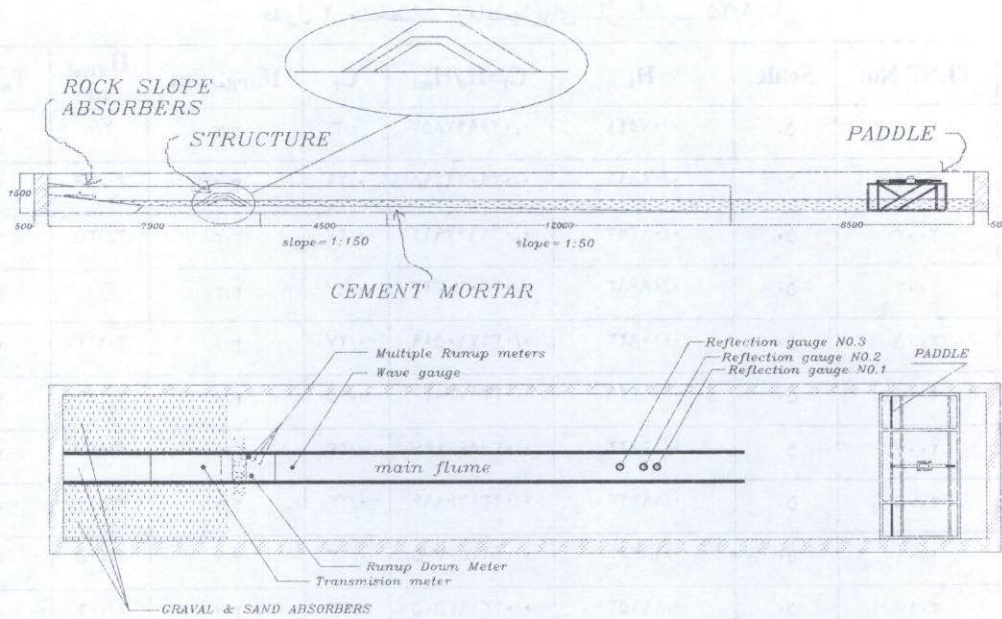 ROCK SLOPE
ABSORBERS
STRUCTURE
PADDLE
500
7900
4500
12000
8500
slope=1:150
slope=1:50
CEMENT MORTAR
Multiple Runup meters
Wave gauge
Reflection gauge NO.3
Reflection gauge NO.2
Reflection gauge NO.1
PADDLE
main flume
Runup Down Meter
Transmision meter
GRAVAL & SAND ABSORBERS